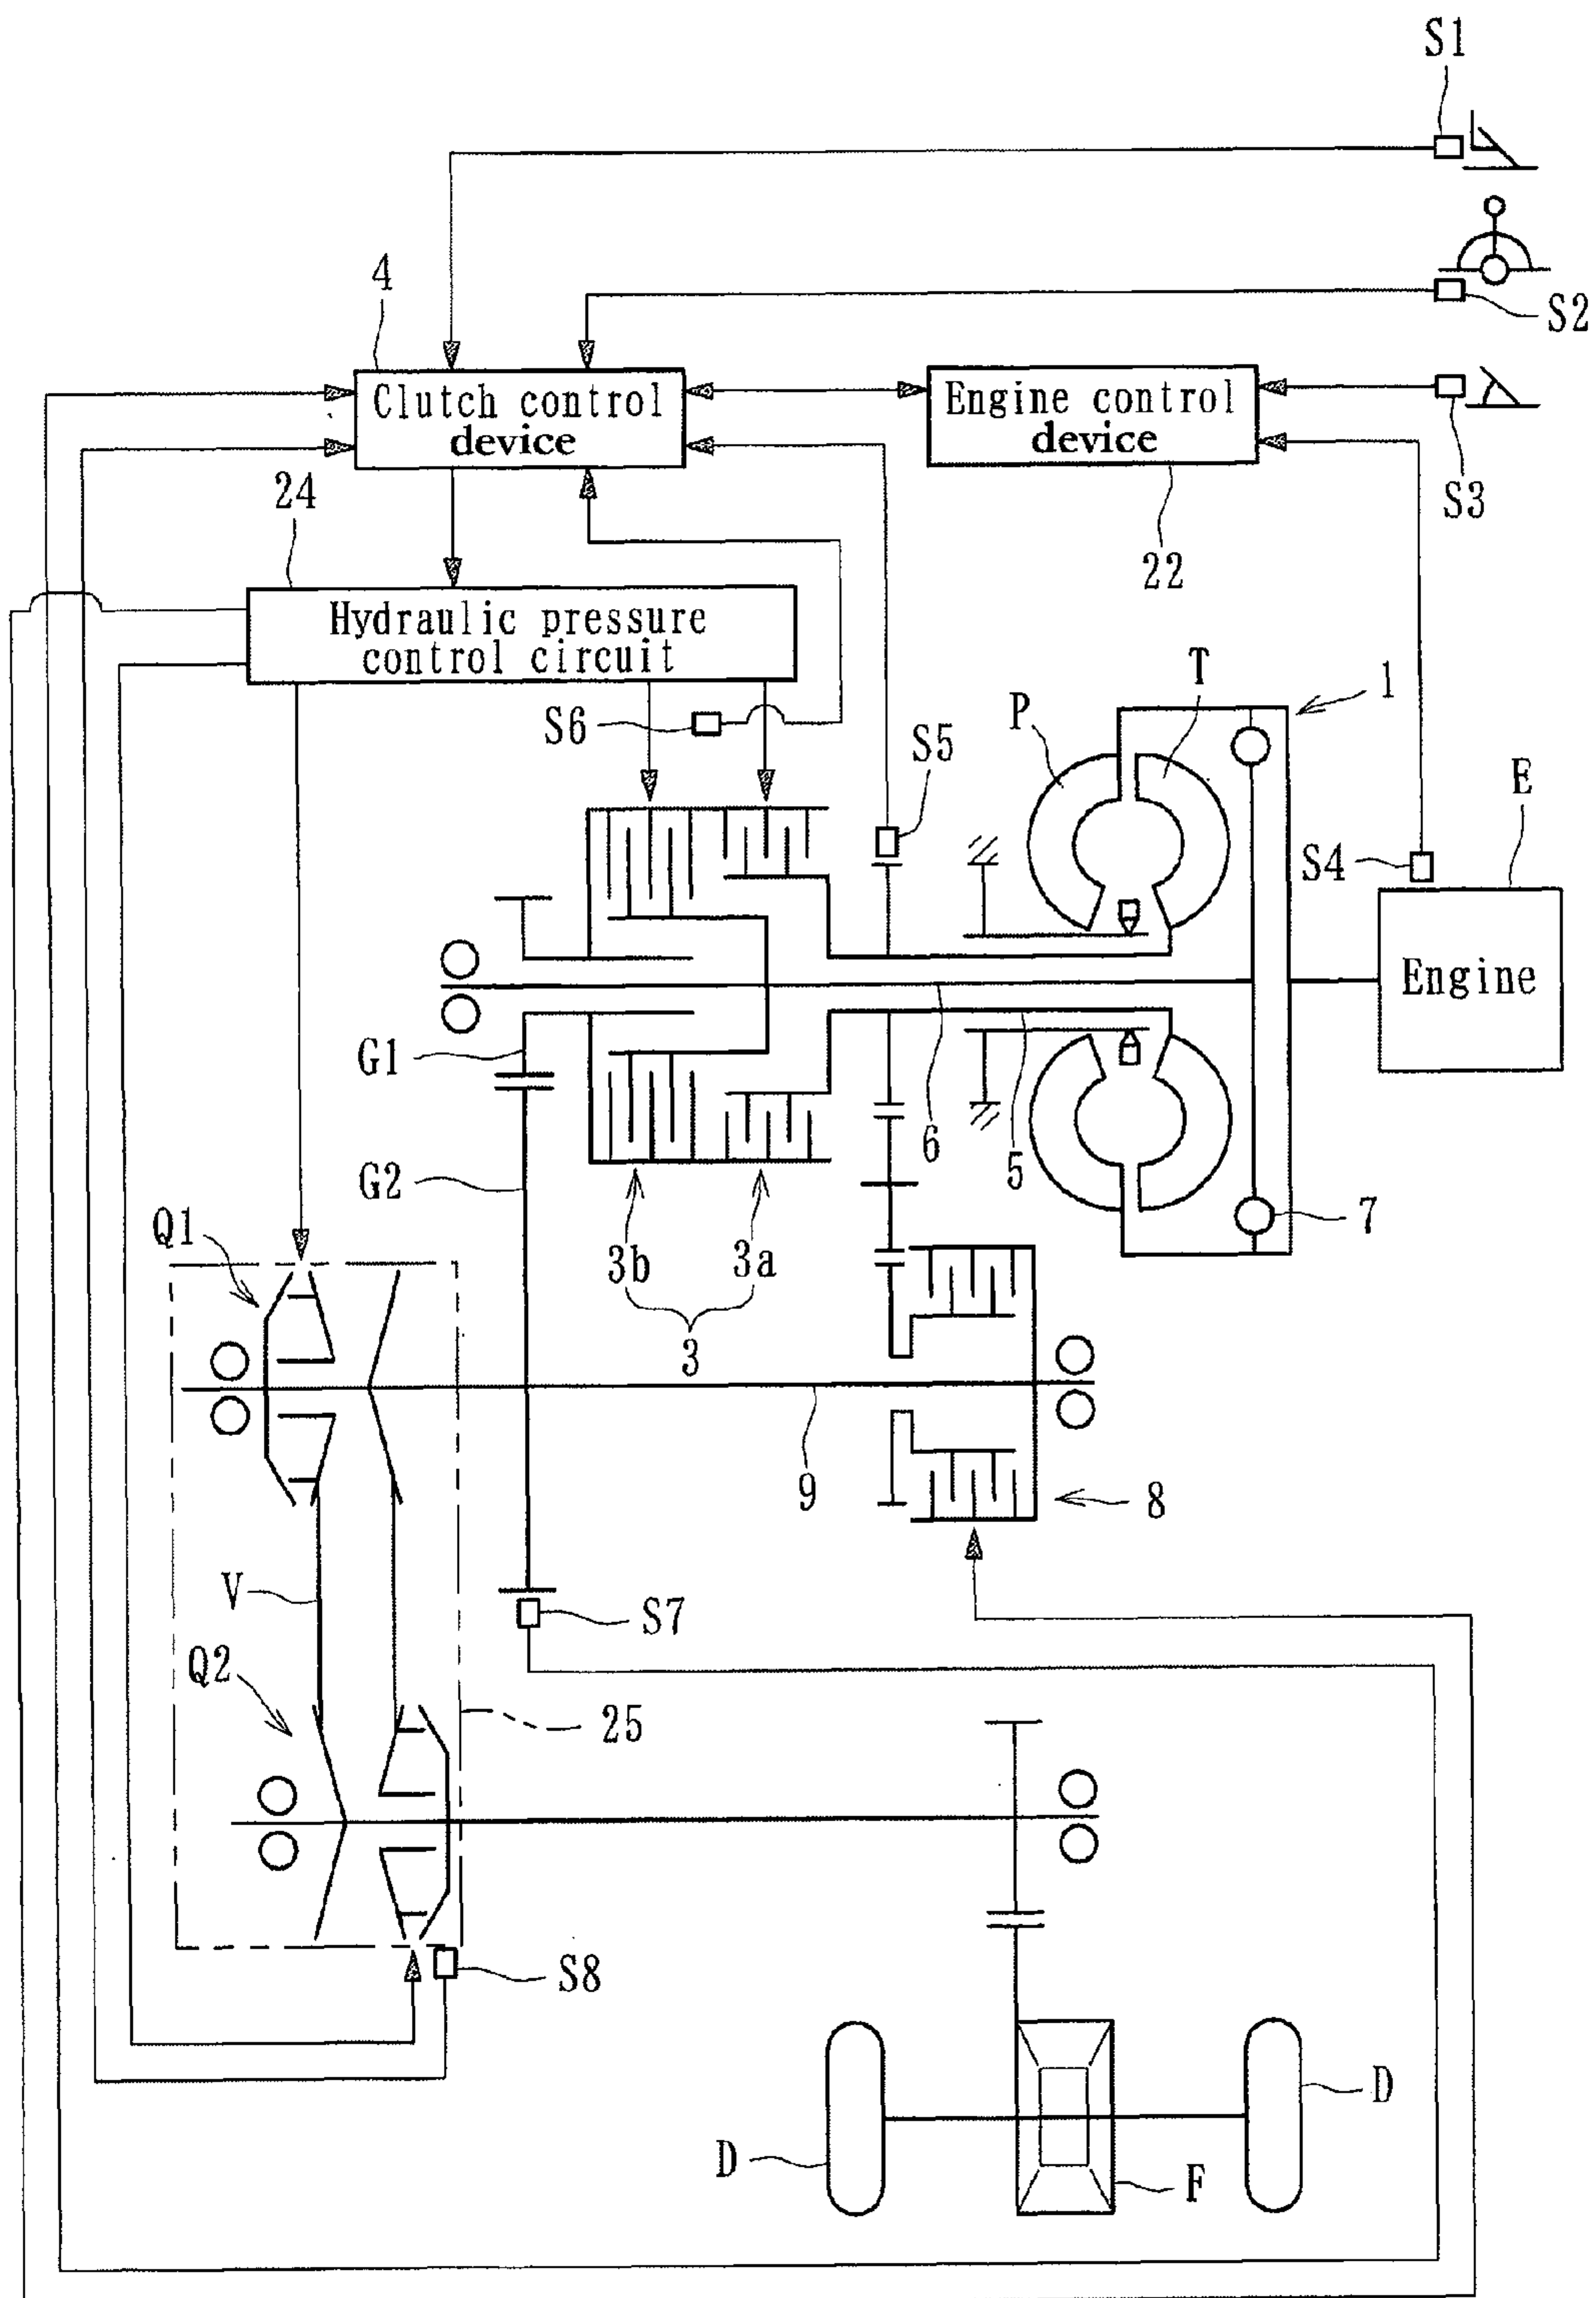 S1
S2
4
Clutch control
device
Engine control
device
S3
24
22
Hydraulic pressure
control circuit
T
1
P
S6
S5
E
S4
Engine
G1
6
5
G2
7
Q1
3b
3a
3
9
8
V
S7
Q2
25
S8
D
D
F